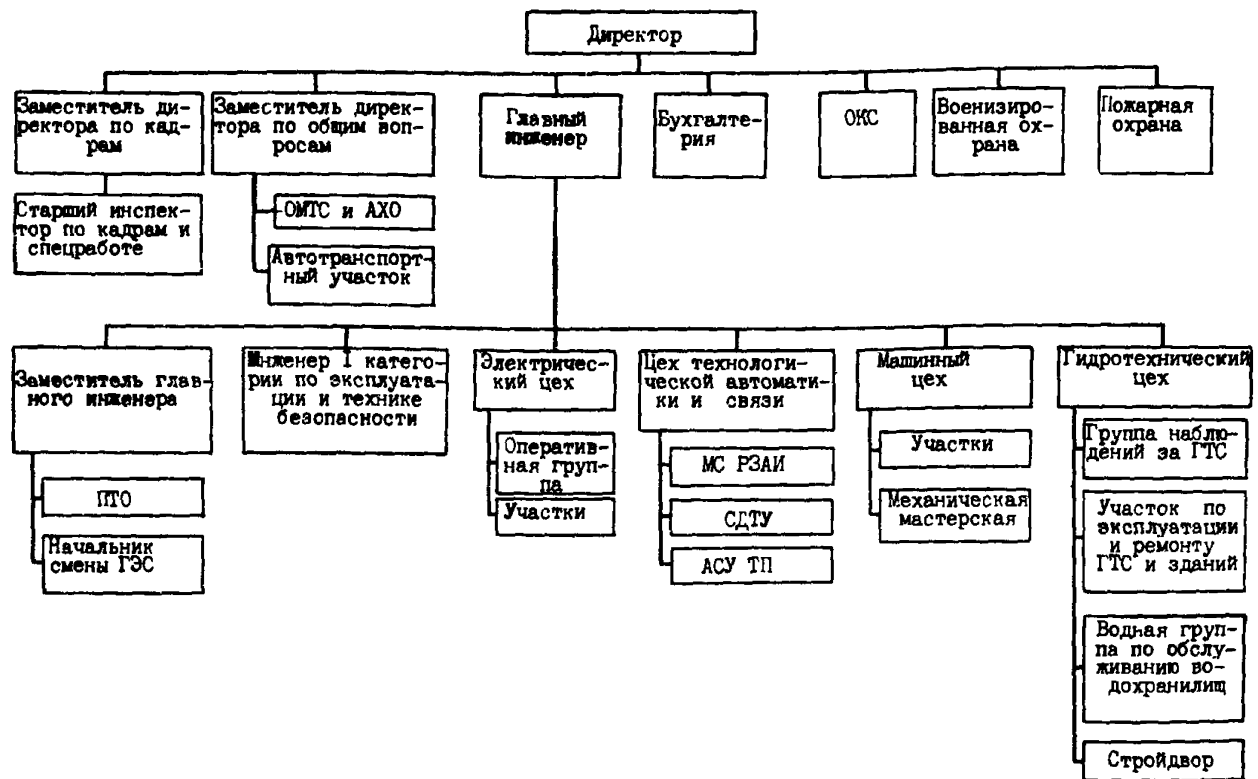 Директор
Заместитель ди-
ректора по кад-
рам
Заместитель дирек-
тора по общим воп-
росам
Главный
инженер
Бухгалте-
рия
ОКС
Военизиро-
ванная ох-
рана
Пожарная
охрана
Старший инспек-
тор по кадрам и
спецработе
ОМТС и АХО
Автотранспорт-
ный участок
Заместитель глав-
ного инженера
Инженер I катего-
рии по эксплуата-
ции и технике
безопасности
Электричес-
кий цех
Цех технологи-
ческой автомати-
ки и связи
Машинный
цех
Гидротехнический
цех
ПТО
Начальник
смены ГЭС
Оператив-
ная груп-
па
Участки
МС РЗАИ
СДТУ
АСУ ТП
Участки
Механическая
мастерская
Группа наблю-
дений за ГТС
Участок по
эксплуатации
и ремонту
ГТС и зданий
Водная груп-
па по обслу-
живанию во-
дохранилищ
Стройдвор